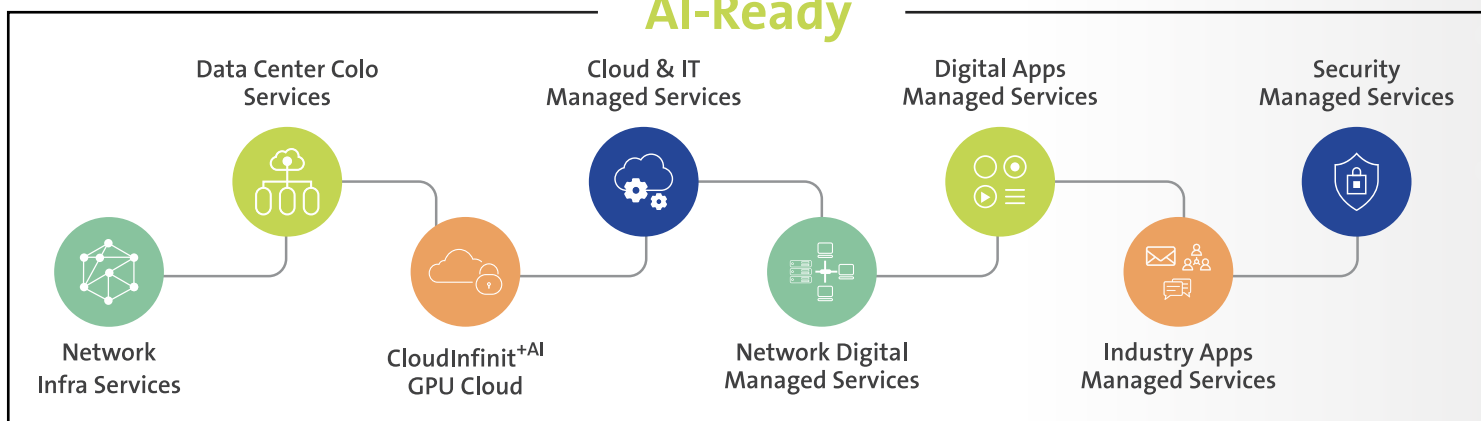 AI-Ready
Data Center Colo
Services
Cloud & IT
Managed Services
Digital Apps
Managed Services
Security
Managed Services
Network
Infra Services
CloudInfinit+AI
GPU Cloud
Network Digital
Managed Services
Industry Apps
Managed Services